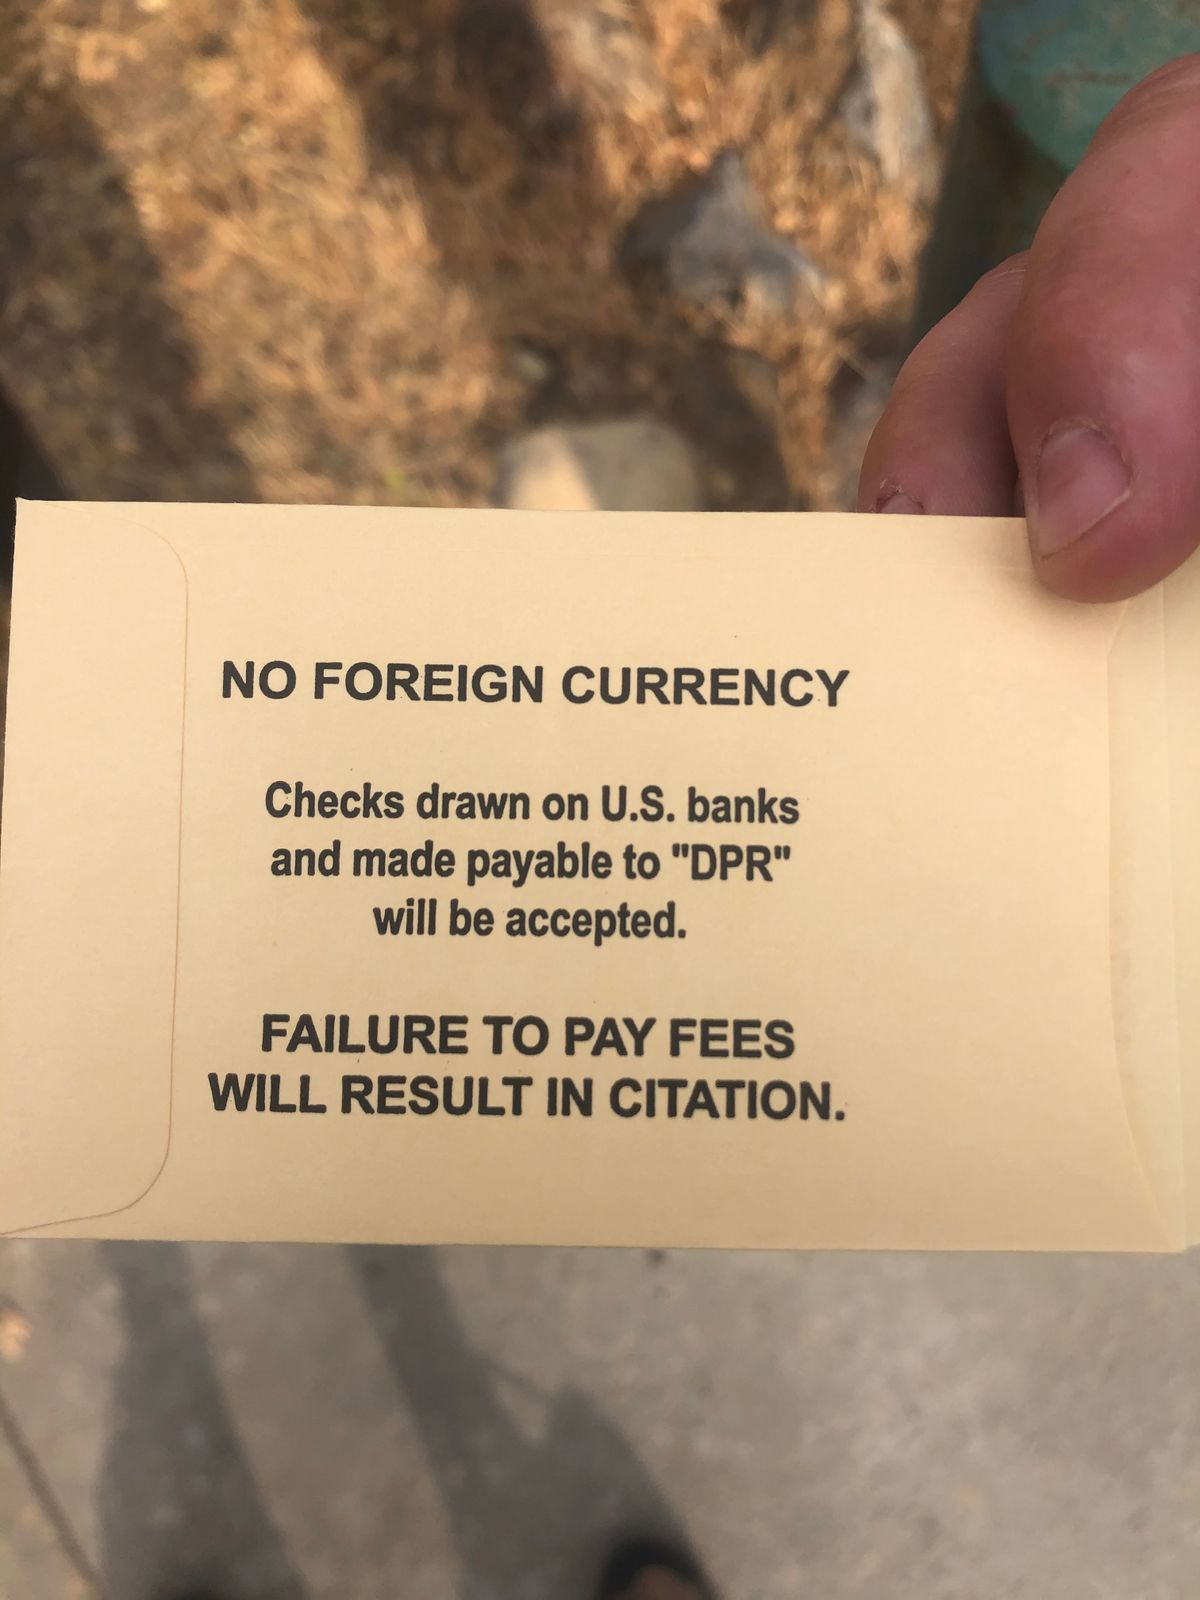 NO FOREIGN CURRENCY
Checks drawn on U.S. banks
and made payable to "DPR"
will be accepted.
FAILURE TO PAY FEES
WILL RESULT IN CITATION.